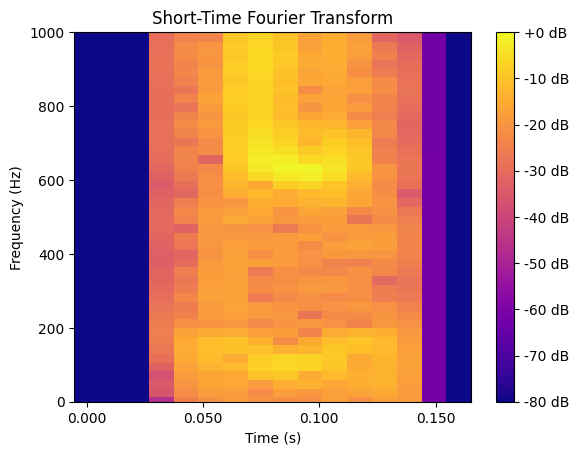 Short-Time Fourier Transform
1000
800
600
400
200
0
Frequency (Hz)
0.000
0.050
0.100
0.150
Time (s)
+0 dB
-10 dB
-20 dB
-30 dB
-40 dB
-50 dB
-60 dB
-70 dB
-80 dB